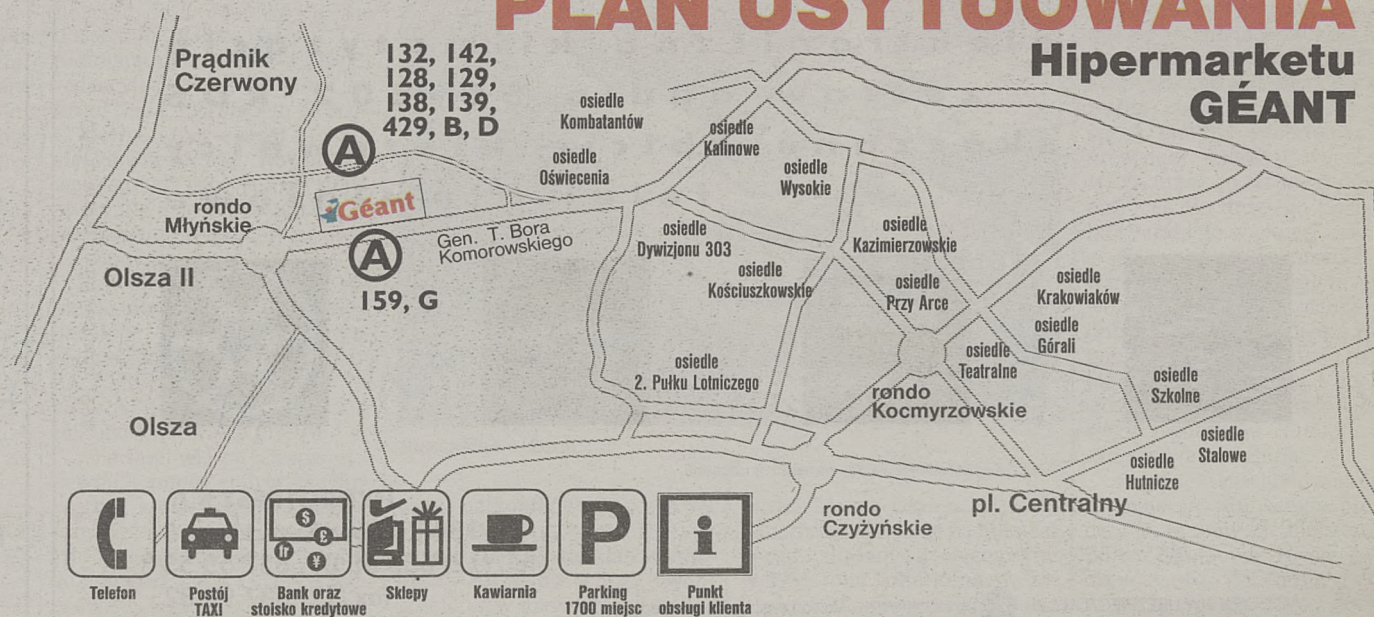 PLAN USYTUOWANIA
Hipermarketu
GÉANT
Prądnik
Czerwony
132, 142,
128, 129,
138, 139,
429, B, D
A
osiedle
Kombatantów
osiedle
Kalinowe
osiedle
Oświecenia
osiedle
Wysokie
rondo
Młyńskie
Géant
Gen. T. Bora
Komorowskiego
A
159, G
Olsza II
osiedle
Dywizjonu 303
osiedle
Kazimierzowskie
osiedle
Kościuszkowskie
osiedle
Przy Arce
osiedle
Krakowiaków
osiedle
Górali
osiedle
Teatralne
osiedle
2. Pułku Lotniczego
osiedle
Szkolne
rondo
Kocmyrzowskie
Olsza
osiedle
Stalowe
osiedle
Hutnicze
pl. Centralny
rondo
Czyżyńskie
Telefon
Postój
TAXI
Bank oraz
stoisko kredytowe
Sklepy
Kawiarnia
P
Parking
1700 miejsc
i
Punkt
obsługi klienta